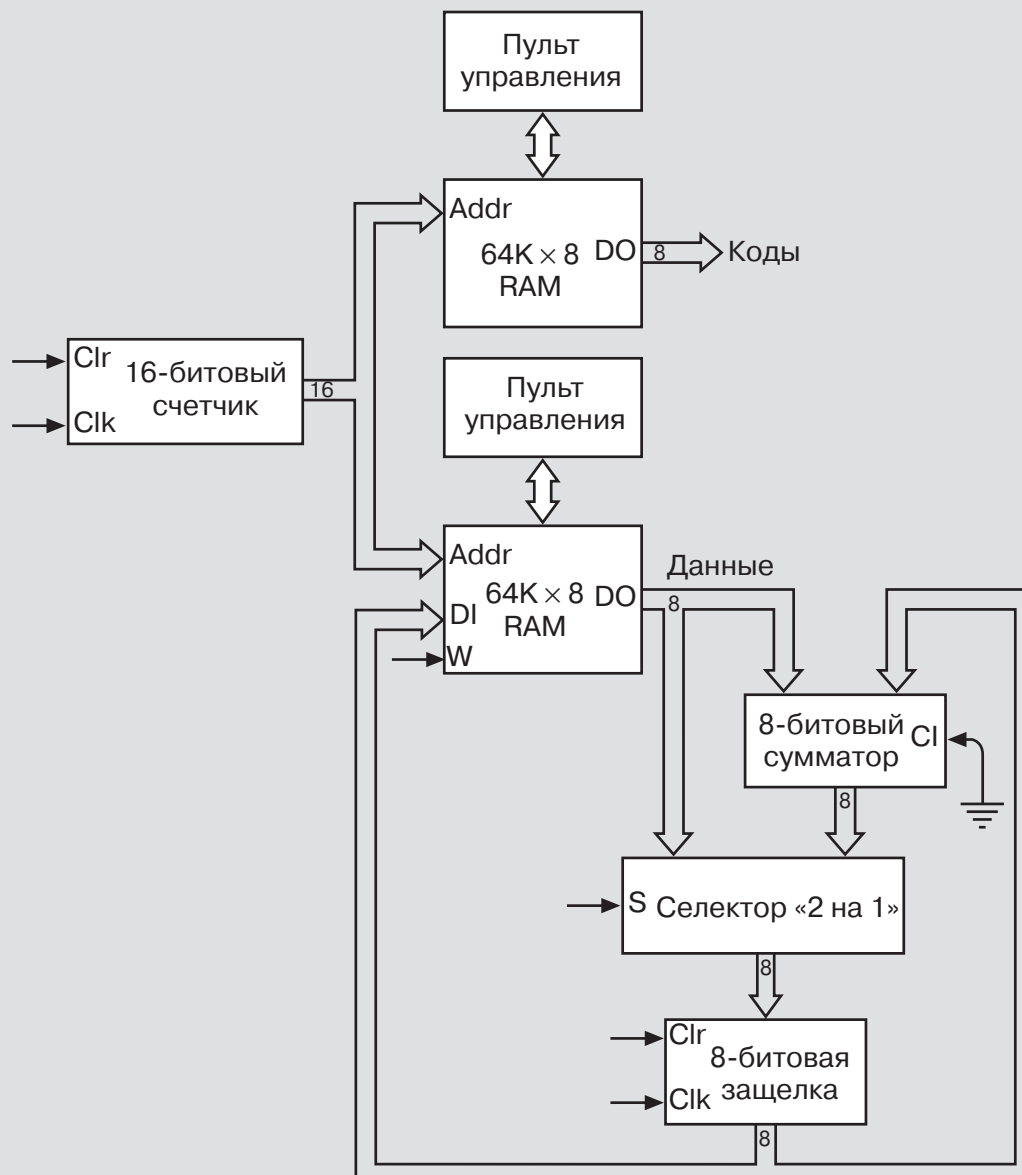 Пульт
управления
Addr
64K × 8
RAM
DO
8
Коды
Clr
16-битовый
счетчик
Clk
16
Пульт
управления
Addr
64K × 8
RAM
DO
DI
W
Данные
8
8-битовый
сумматор
CI
8
S
Селектор «2 на 1»
8
Clr
8-битовая
защелка
Clk
8